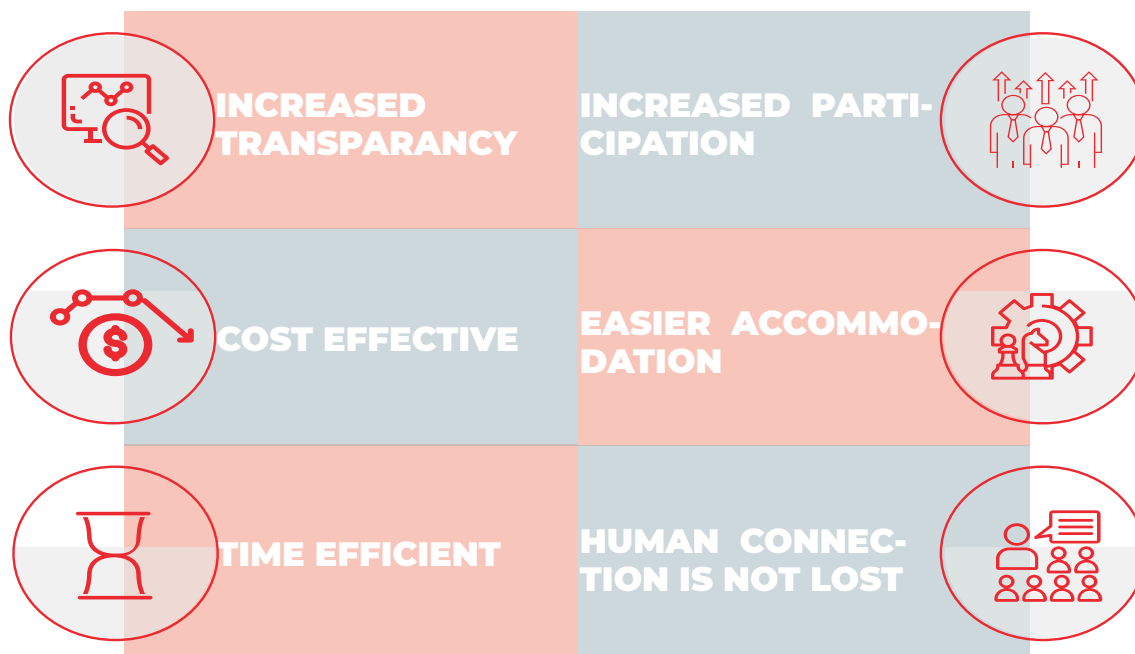 INCREASED
TRANSPARANCY
INCREASED PARTI-
CIPATION
COST EFFECTIVE
EASIER ACCOMMO-
DATION
TIME EFFICIENT
HUMAN CONNEC-
TION IS NOT LOST
$